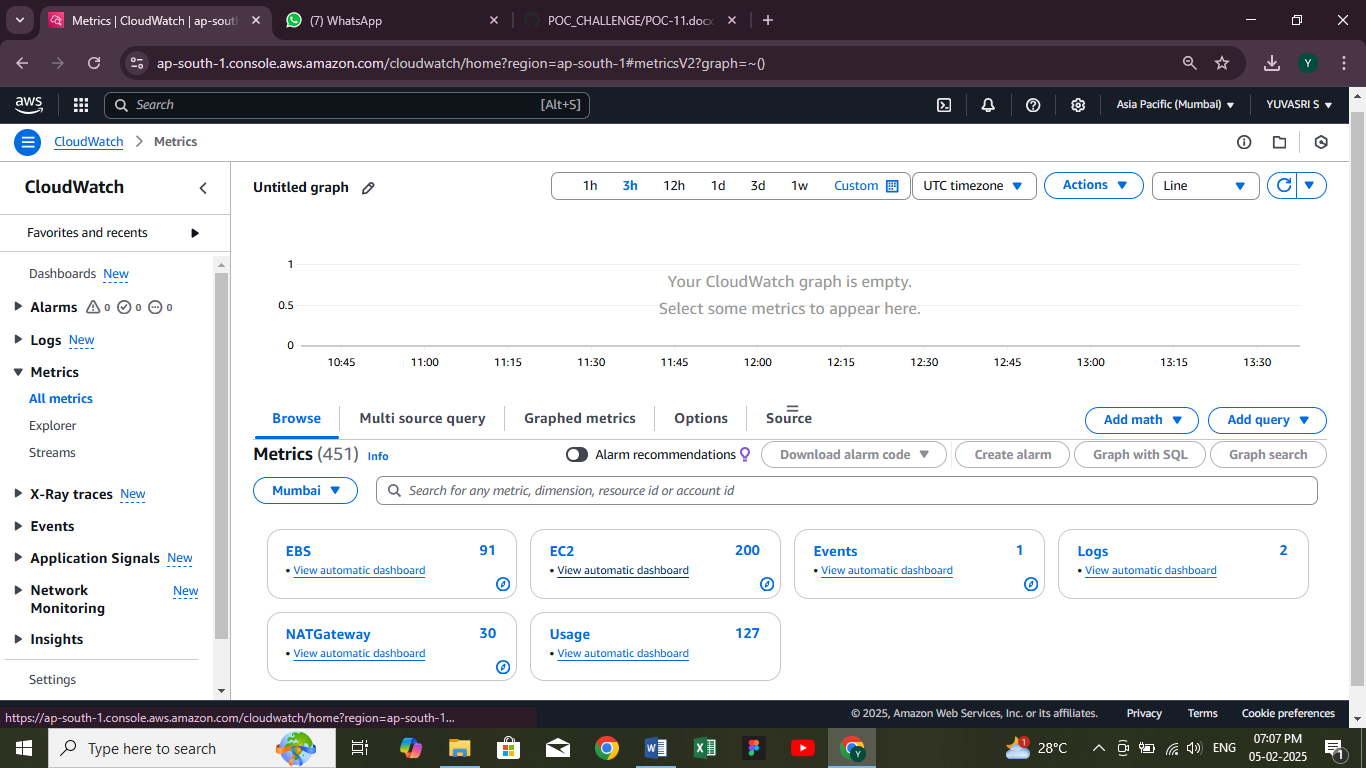 Metrics | CloudWatch | ap-sout
(7) WhatsApp
POC_CHALLENGE/POC-11.docx
ap-south-1.console.aws.amazon.com/cloudwatch/home?region=ap-south-1#metricsV2?graph=~()
Y
aws
Search
[Alt+S]
Asia Pacific (Mumbai)
YUVASRI S
CloudWatch
Metrics
CloudWatch
Favorites and recents
Dashboards New
Alarms 0 0 0
Logs New
Metrics
All metrics
Explorer
Streams
X-Ray traces New
Events
Application Signals New
Network Monitoring New
Insights
Settings
Untitled graph
1h 3h 12h 1d 3d 1w Custom
UTC timezone
Actions
Line
1
0.5
0
Your CloudWatch graph is empty.
Select some metrics to appear here.
10:45 11:00 11:15 11:30 11:45 12:00 12:15 12:30 12:45 13:00 13:15 13:30
Browse Multi source query Graphed metrics Options Source
Add math
Add query
Metrics (451) Info
Alarm recommendations
Download alarm code
Create alarm
Graph with SQL
Graph search
Mumbai
Search for any metric, dimension, resource id or account id
EBS 91
• View automatic dashboard
EC2 200
• View automatic dashboard
Events 1
• View automatic dashboard
Logs 2
• View automatic dashboard
NATGateway 30
• View automatic dashboard
Usage 127
• View automatic dashboard
https://ap-south-1.console.aws.amazon.com/cloudwatch/home?region=ap-south-1...
© 2025, Amazon Web Services, Inc. or its affiliates.
Privacy
Terms
Cookie preferences
Type here to search
1
28°C
ENG
07:07 PM
05-02-2025
1